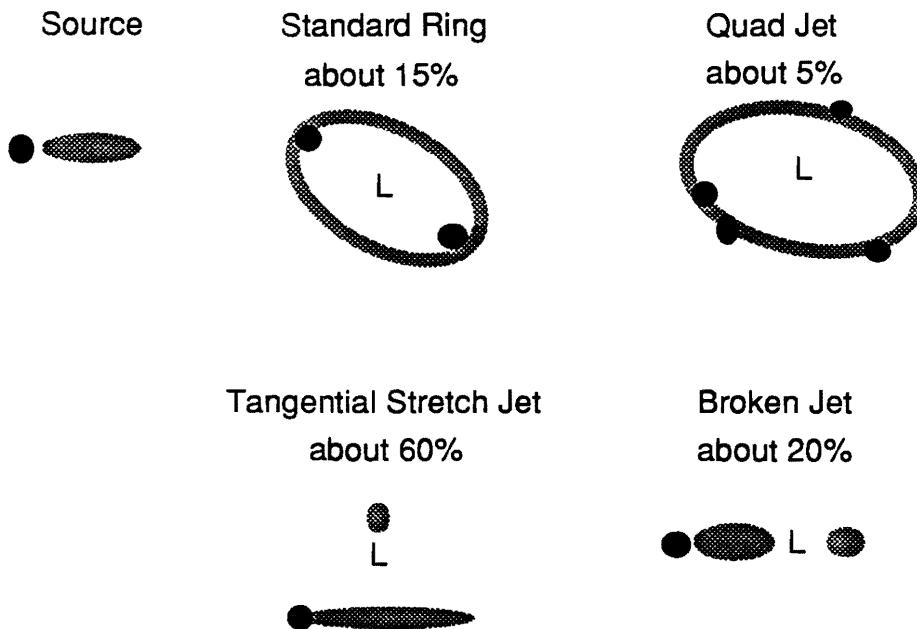 Source
Standard Ring
about 15%
Quad Jet
about 5%
L
L
Tangential Stretch Jet
about 60%
Broken Jet
about 20%
L
L